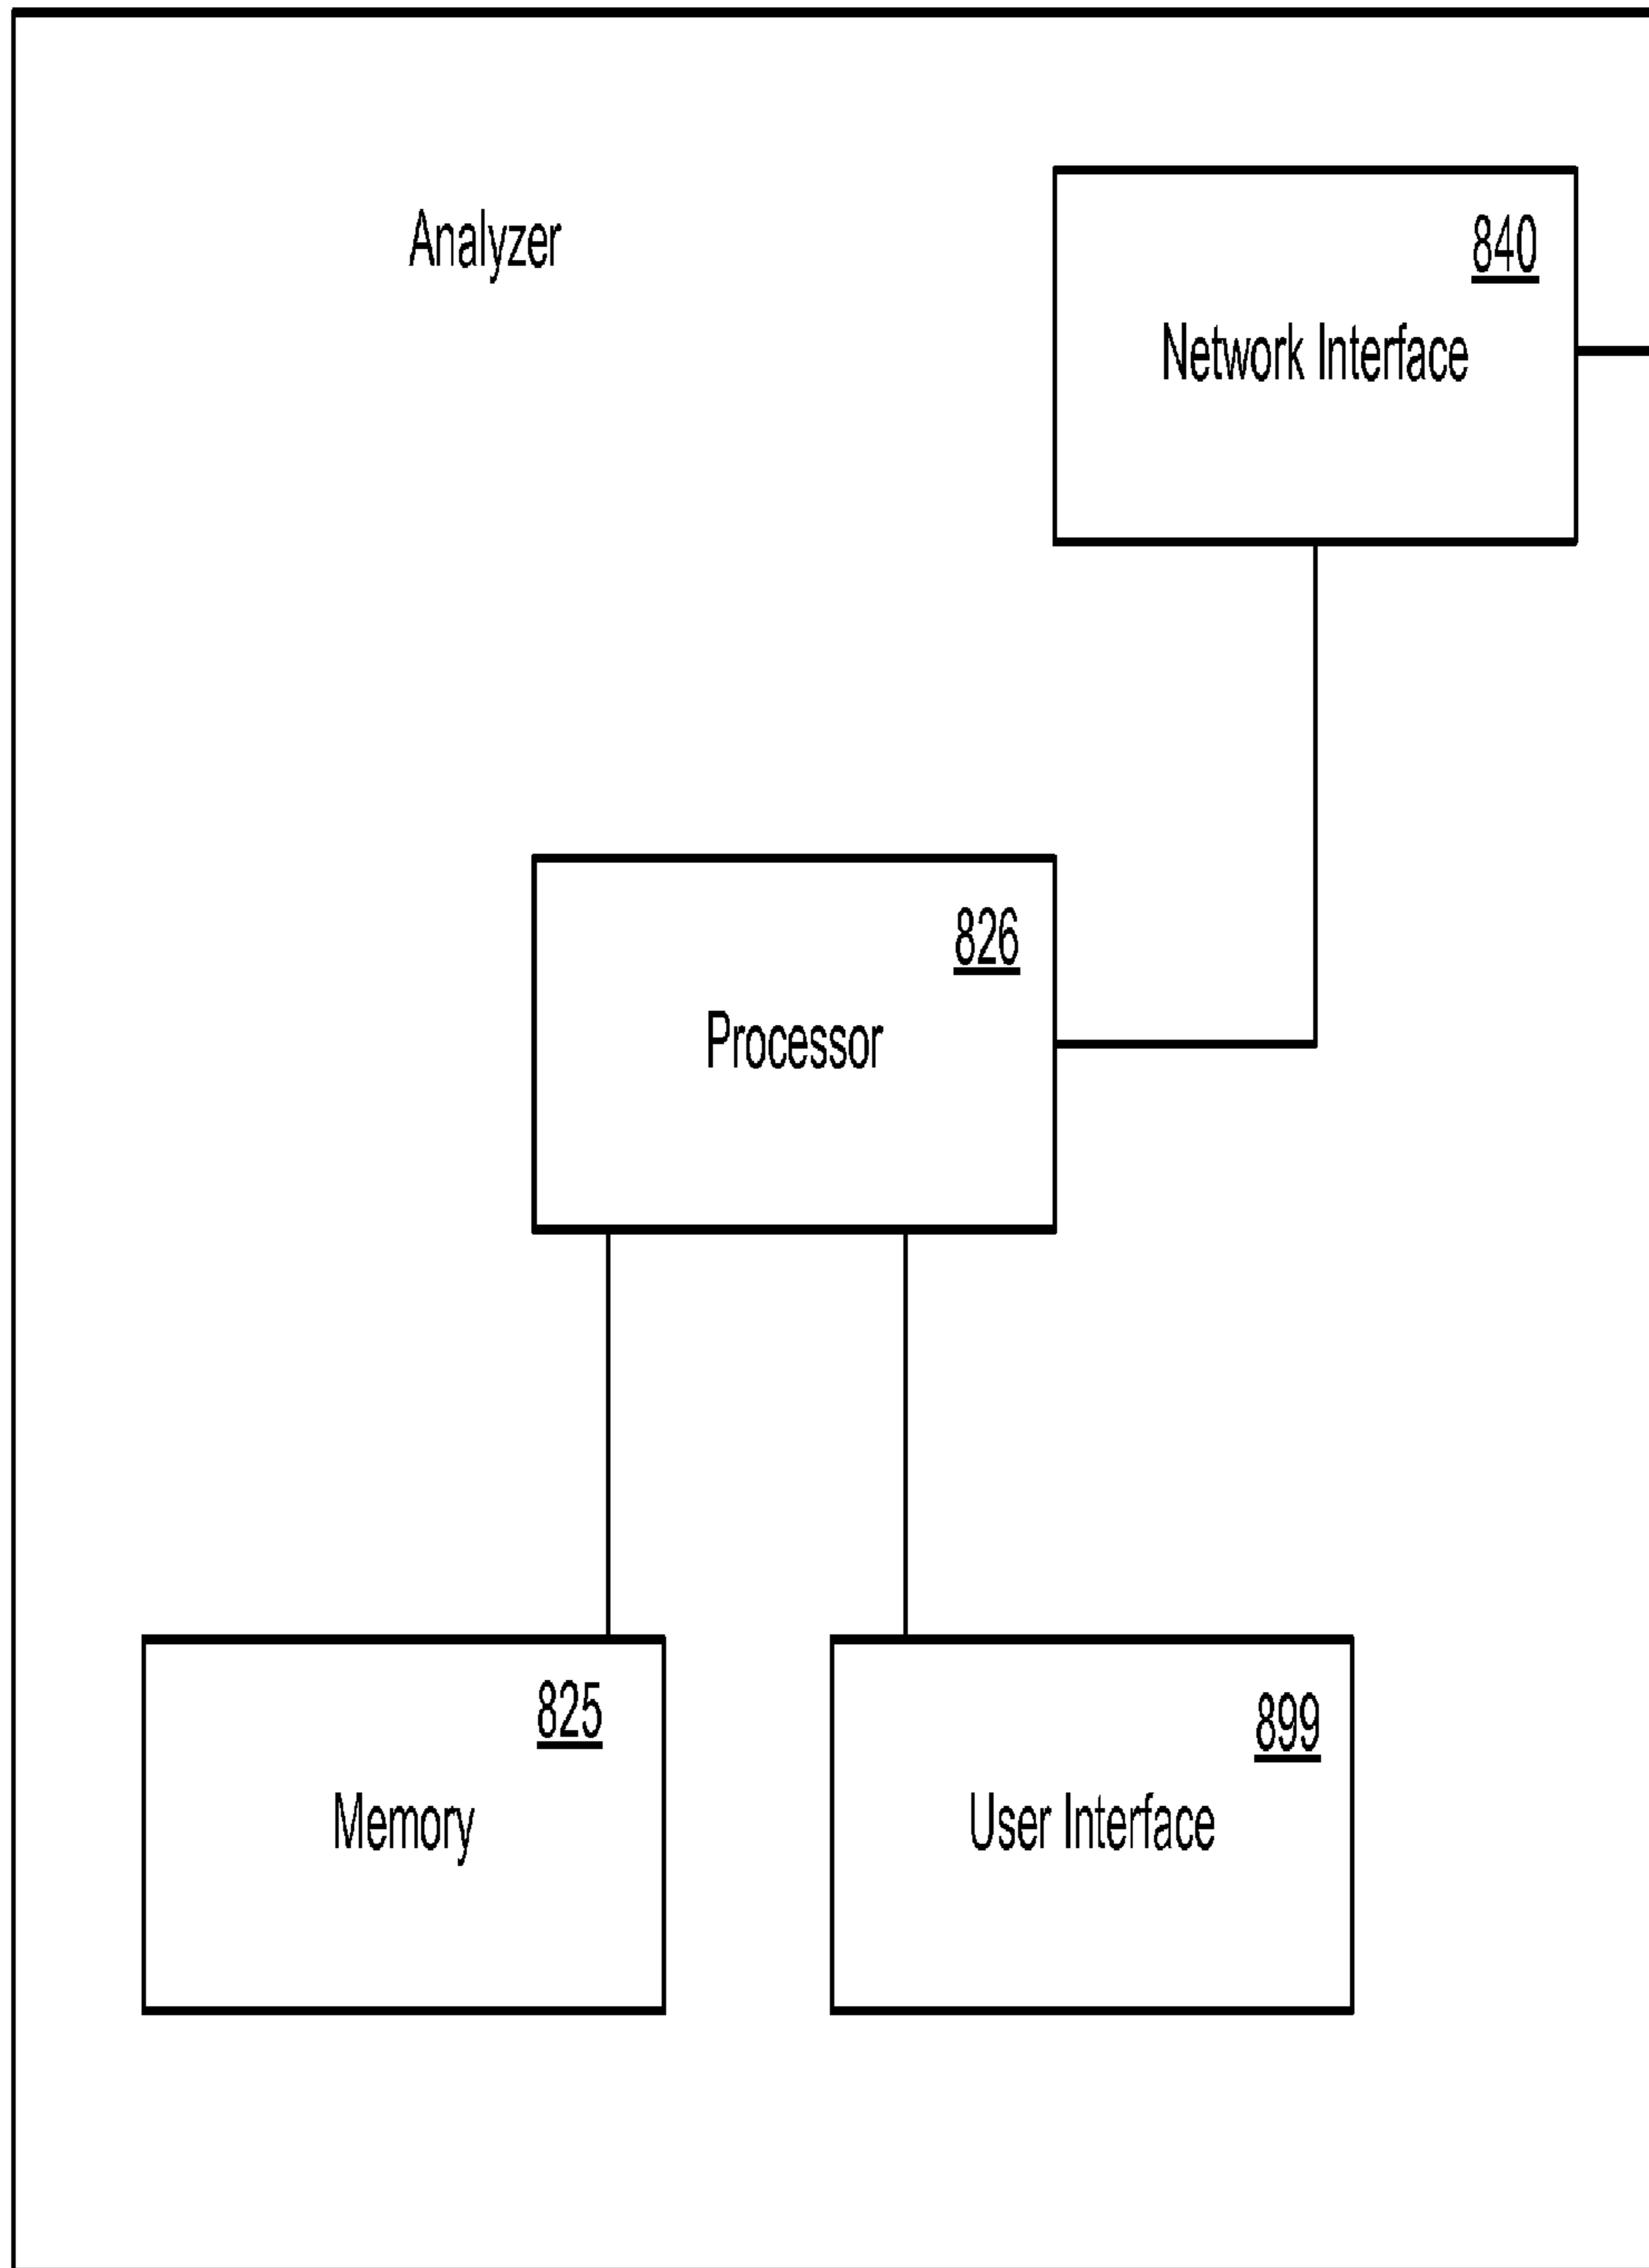 Analyzer
840
Network Interface
826
Processor
825
Memory
899
User Interface